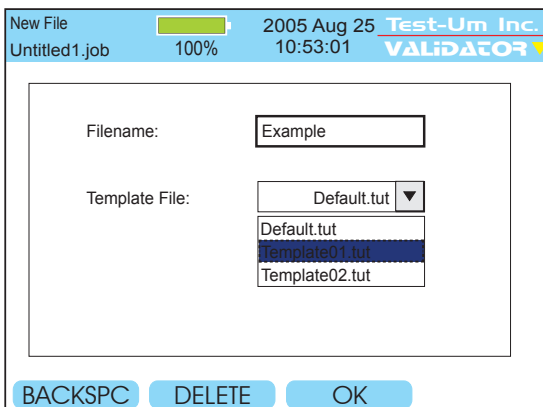 New File
2005 Aug 25
Test-Um Inc.
Untitled1.job
100%
10:53:01
VALiDATOR
Filename:
Example
Template File:
Default.tut
Default.tut
Template01.tut
Template02.tut
BACKSPC
DELETE
OK